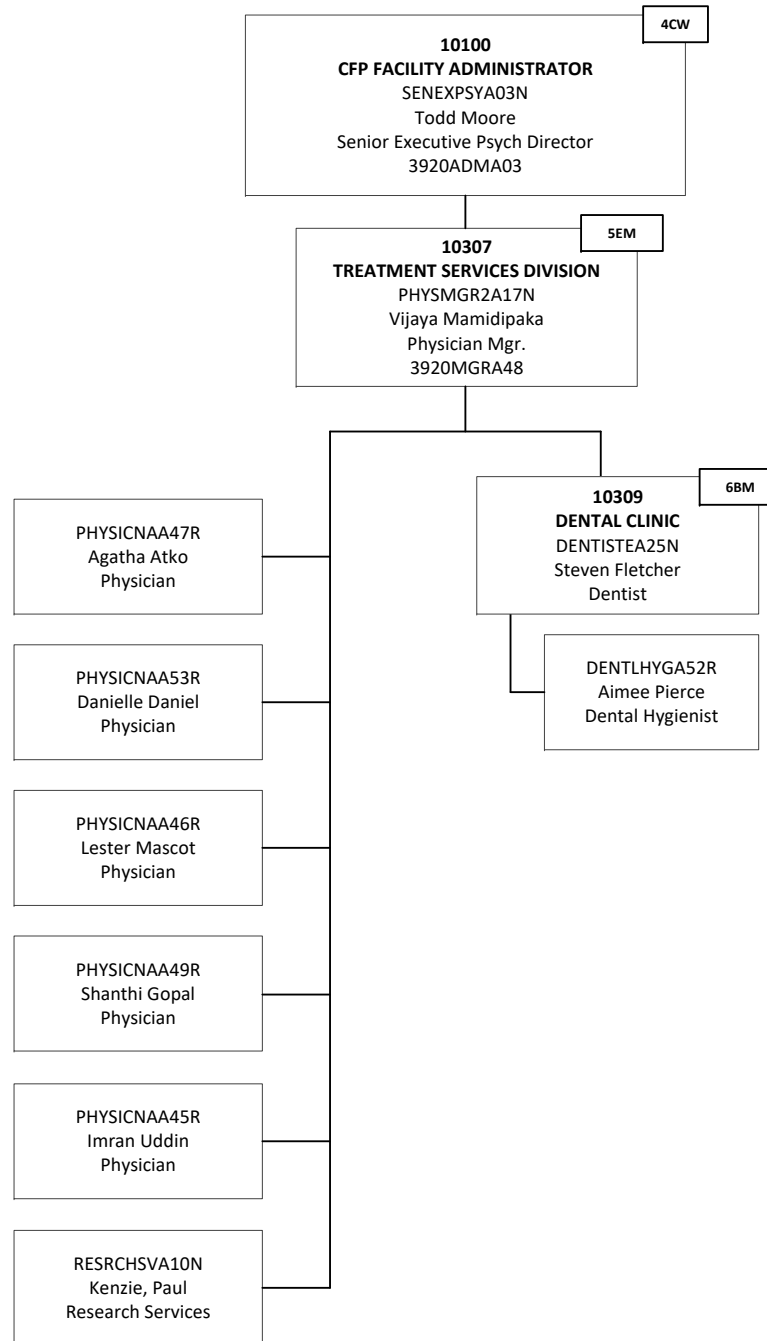 4CW
10100
CFP FACILITY ADMINISTRATOR
SENEXPSYA03N
Todd Moore
Senior Executive Psych Director
3920ADMA03
5EM
10307
TREATMENT SERVICES DIVISION
PHYSMGR2A17N
Vijaya Mamidipaka
Physician Mgr.
3920MGRA48
6BM
10309
DENTAL CLINIC
DENTISTEA25N
Steven Fletcher
Dentist
DENTLHYGA52R
Aimee Pierce
Dental Hygienist
PHYSICNAA47R
Agatha Atko
Physician
PHYSICNAA53R
Danielle Daniel
Physician
PHYSICNAA46R
Lester Mascot
Physician
PHYSICNAA49R
Shanthi Gopal
Physician
PHYSICNAA45R
Imran Uddin
Physician
RESRCHSVA10N
Kenzie, Paul
Research Services